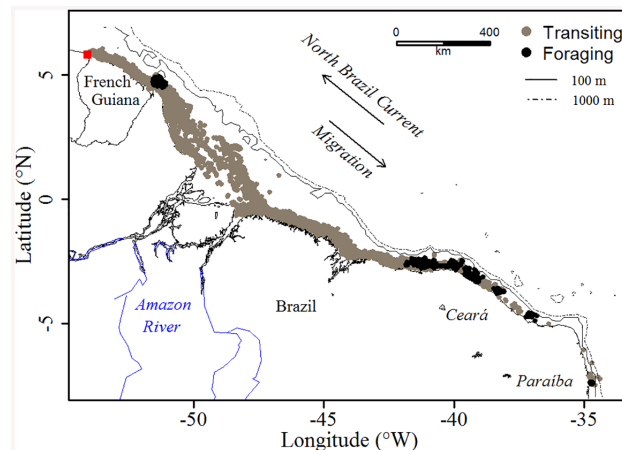 0
400
km
Transiting
Foraging
100 m
1000 m
North Brazil Current
Migration
French
Guiana
Amazon
River
Brazil
Ceará
Paraíba
5
0
-5
Latitude (°N)
-50
-45
-40
-35
Longitude (°W)